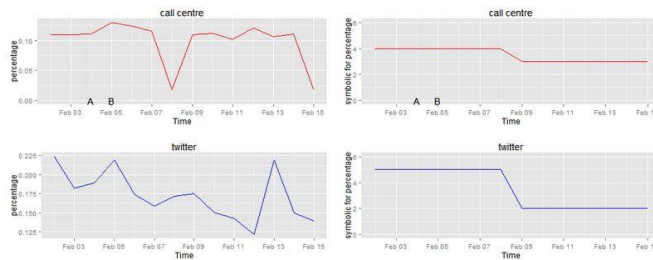 call centre
percentage
0.10
0.05
0.00
A B
Feb 03 Feb 05 Feb 07 Feb 09 Feb 11 Feb 13 Feb 15
Time
call centre
symbolic for percentage
6
4
2
0
A B
Feb 03 Feb 05 Feb 07 Feb 09 Feb 11 Feb 13 Feb 1
Time
twitter
percentage
0.225
0.200
0.175
0.150
0.125
Feb 03 Feb 05 Feb 07 Feb 09 Feb 11 Feb 13 Feb 15
Time
twitter
symbolic for percentage
6
4
2
0
Feb 03 Feb 05 Feb 07 Feb 09 Feb 11 Feb 13 Feb 1
Time